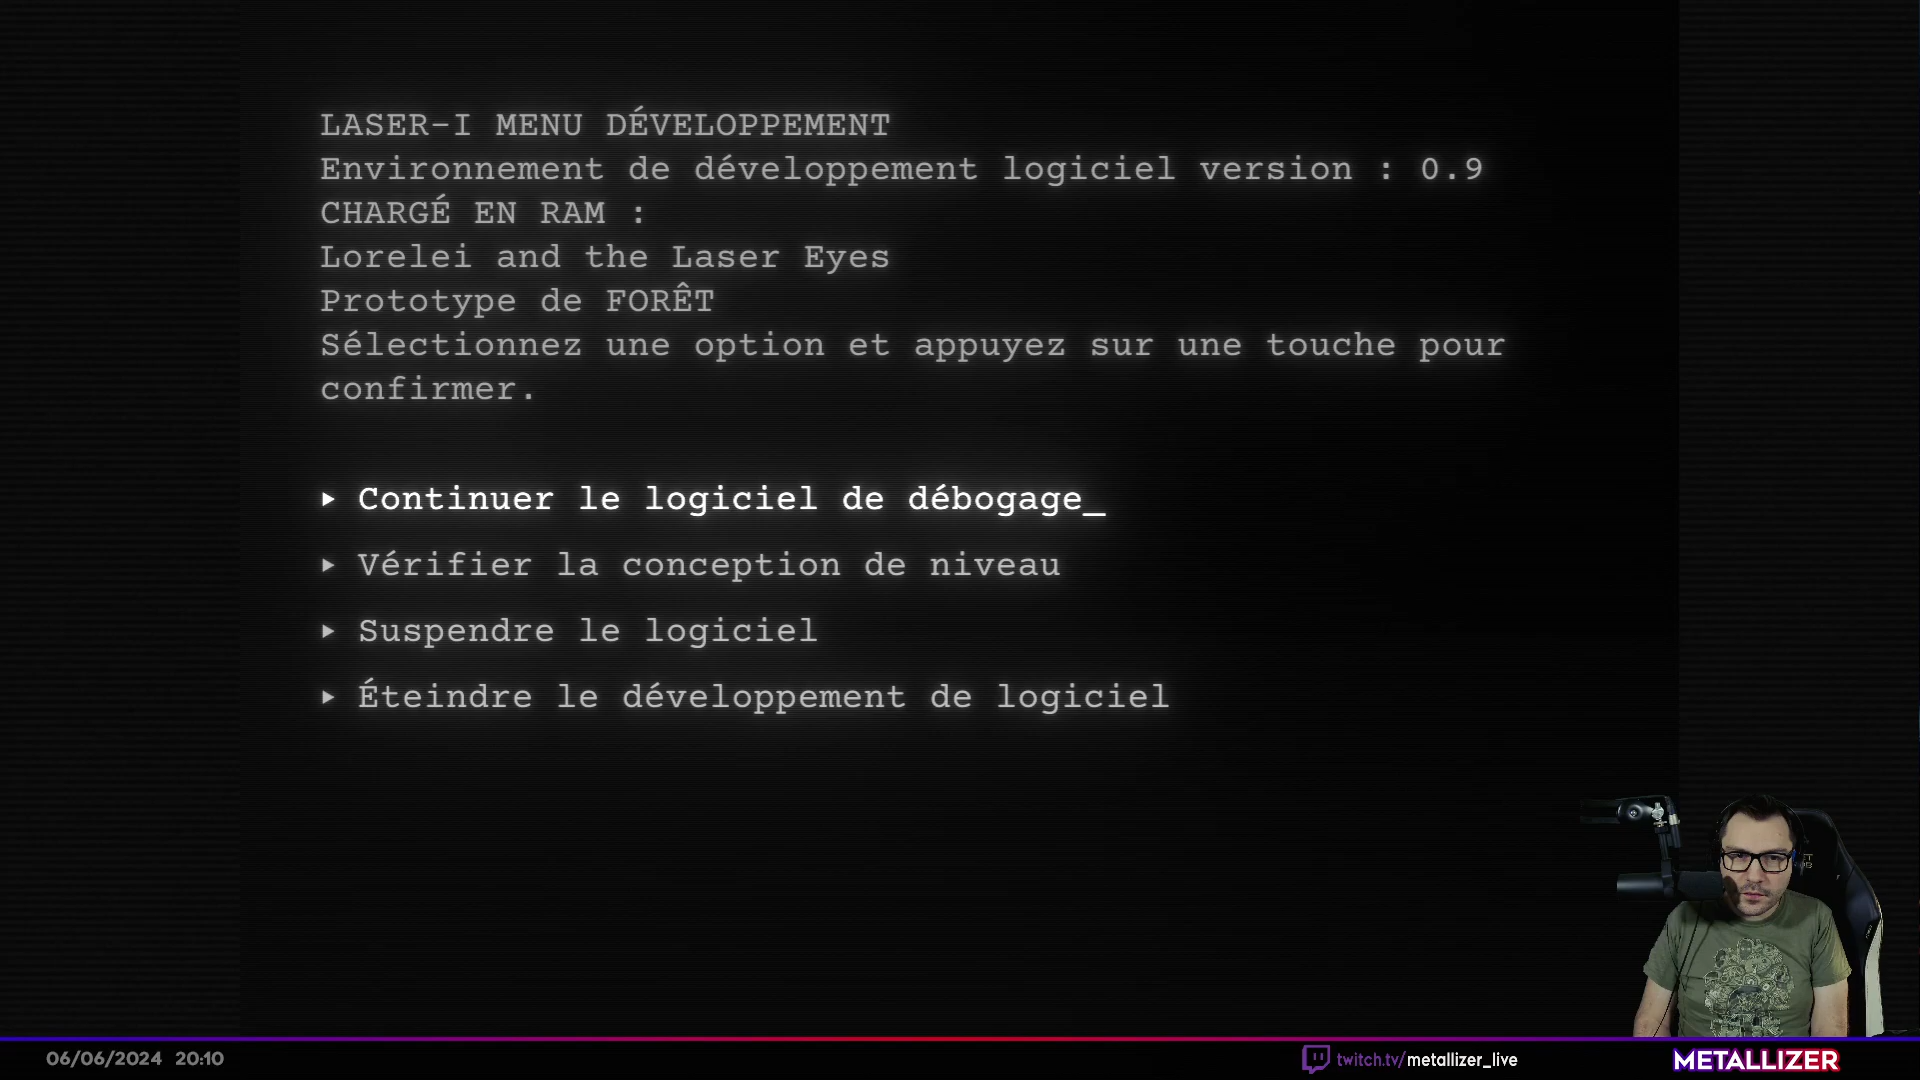 LASER-I MENU DÉVELOPPEMENT
Environnement de développement logiciel version : 0.9
CHARGÉ EN RAM :
Lorelei and the Laser Eyes
Prototype de FORÊT
Sélectionnez une option et appuyez sur une touche pour
confirmer.
▸ Continuer le logiciel de débogage_
▸ Vérifier la conception de niveau
▸ Suspendre le logiciel
▸ Éteindre le développement de logiciel
06/06/2024 20:10
twitch.tv/metallizer_live
METALLIZER